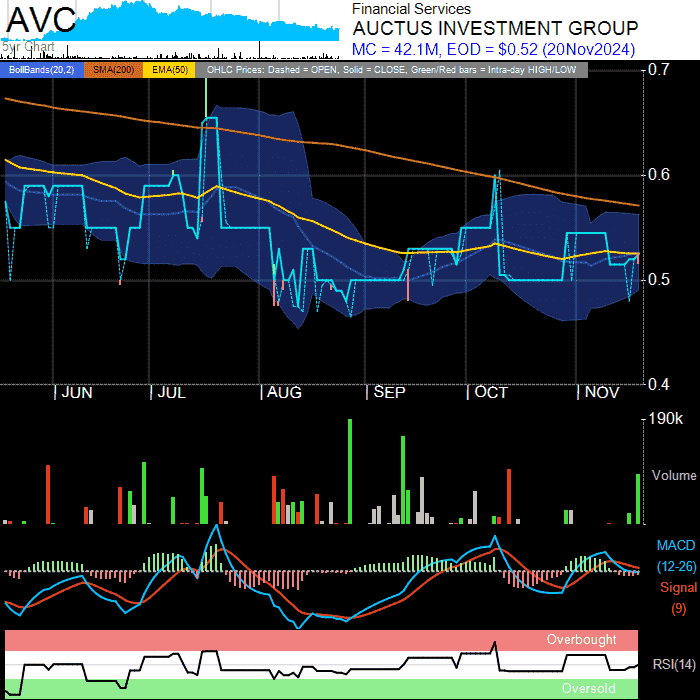 AVC
5yr Chart
Financial Services
AUCTUS INVESTMENT GROUP
MC = 42.1M, EOD = $0.52 (20Nov2024)
BollBands(20,2) SMA(200) EMA(50) OHLC Prices: Dashed = OPEN, Solid = CLOSE, Green/Red bars = Intra-day HIGH/LOW
0.7
0.6
0.5
0.4
JUN JUL AUG SEP OCT NOV
190k
Volume
MACD
(12-26)
Signal
(9)
Overbought
RSI(14)
Oversold